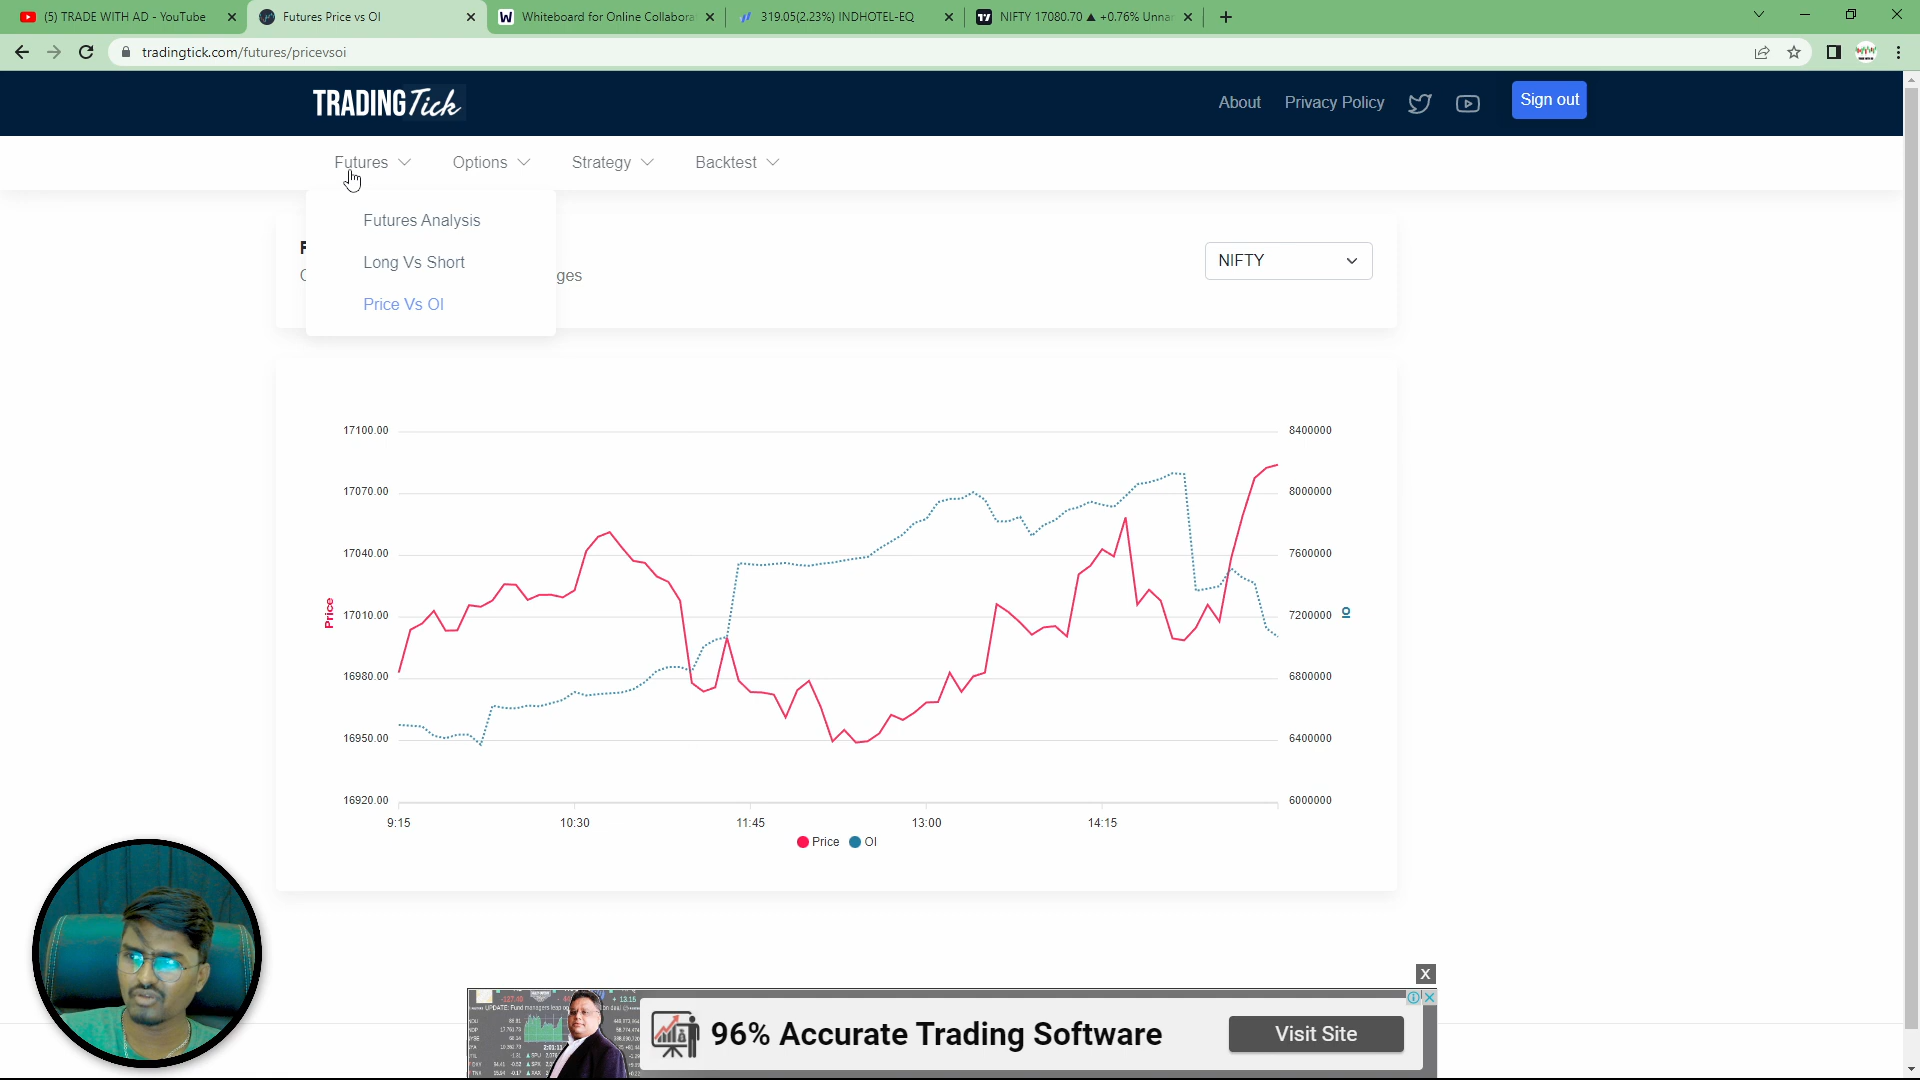 (5) TRADE WITH AD - YouTube
Futures Price vs OI
Whiteboard for Online Collabora
319.05(2.23%) INDHOTEL-EQ
NIFTY 17080.70 ▲ +0.76% Unna
tradingtick.com/futures/pricevsoi
TRADINGTick
About
Privacy Policy
Sign out
Futures
Options
Strategy
Backtest
Futures Analysis
Long Vs Short
Price Vs OI
F
ges
NIFTY
17100.00
17070.00
17040.00
17010.00
16980.00
16950.00
16920.00
Price
8400000
8000000
7600000
7200000
6800000
6400000
6000000
OI
9:15
10:30
11:45
13:00
14:15
Price
OI
X
96% Accurate Trading Software
Visit Site